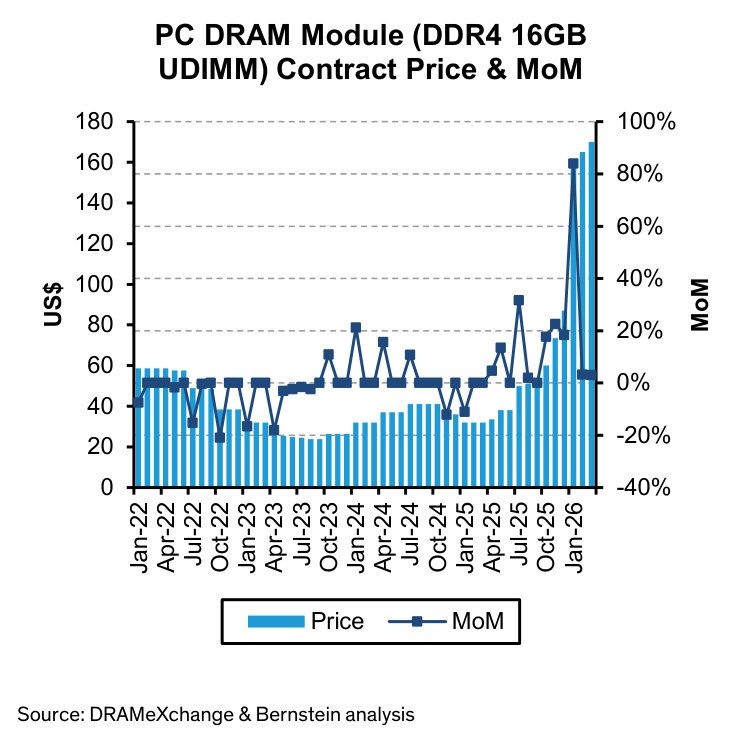 PC DRAM Module (DDR4 16GB
UDIMM) Contract Price & MoM
US$
180
160
140
120
100
80
60
40
20
0
100%
80%
60%
40%
20%
0%
-20%
-40%
MoM
Jan-22
Apr-22
Jul-22
Oct-22
Jan-23
Apr-23
Jul-23
Oct-23
Jan-24
Apr-24
Jul-24
Oct-24
Jan-25
Apr-25
Jul-25
Oct-25
Jan-26
Price
MoM
Source: DRAMeXchange & Bernstein analysis